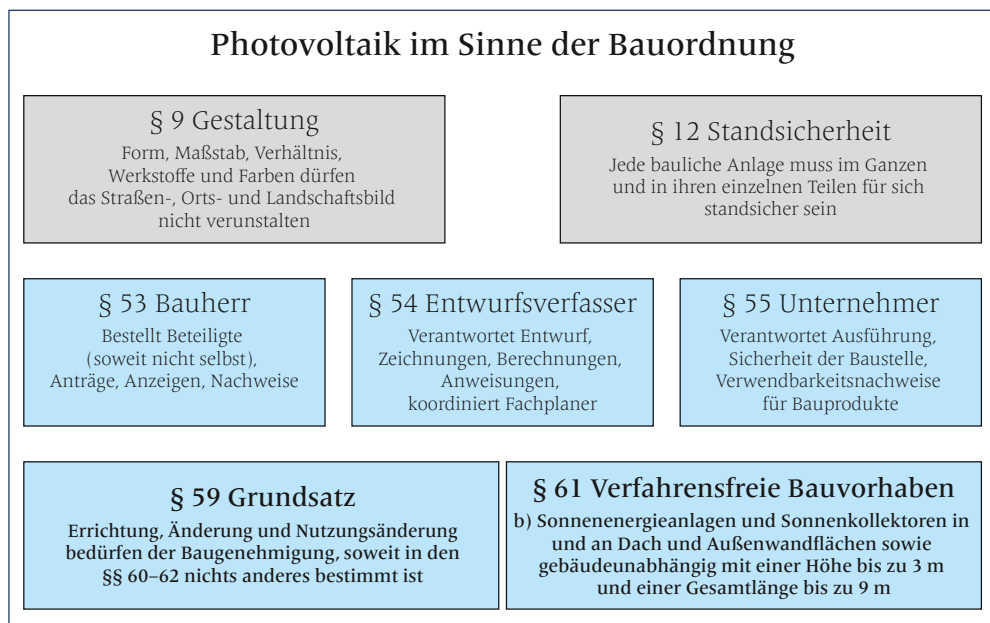 Photovoltaik im Sinne der Bauordnung
§ 9 Gestaltung
Form, Maßstab, Verhältnis,
Werkstoffe und Farben dürfen
das Straßen-, Orts- und Landschaftsbild
nicht verunstalten
§ 12 Standsicherheit
Jede bauliche Anlage muss im Ganzen
und in ihren einzelnen Teilen für sich
standsicher sein
§ 53 Bauherr
Bestellt Beteiligte
(soweit nicht selbst),
Anträge, Anzeigen, Nachweise
§ 54 Entwurfsverfasser
Verantwortet Entwurf,
Zeichnungen, Berechnungen,
Anweisungen,
koordiniert Fachplaner
§ 55 Unternehmer
Verantwortet Ausführung,
Sicherheit der Baustelle,
Verwendbarkeitsnachweise
für Bauprodukte
§ 59 Grundsatz
Errichtung, Änderung und Nutzungsänderung
bedürfen der Baugenehmigung, soweit in den
§§ 60–62 nichts anderes bestimmt ist
§ 61 Verfahrensfreie Bauvorhaben
b) Sonnenenergieanlagen und Sonnenkollektoren in
und an Dach und Außenwandflächen sowie
gebäudeunabhängig mit einer Höhe bis zu 3 m
und einer Gesamtlänge bis zu 9 m